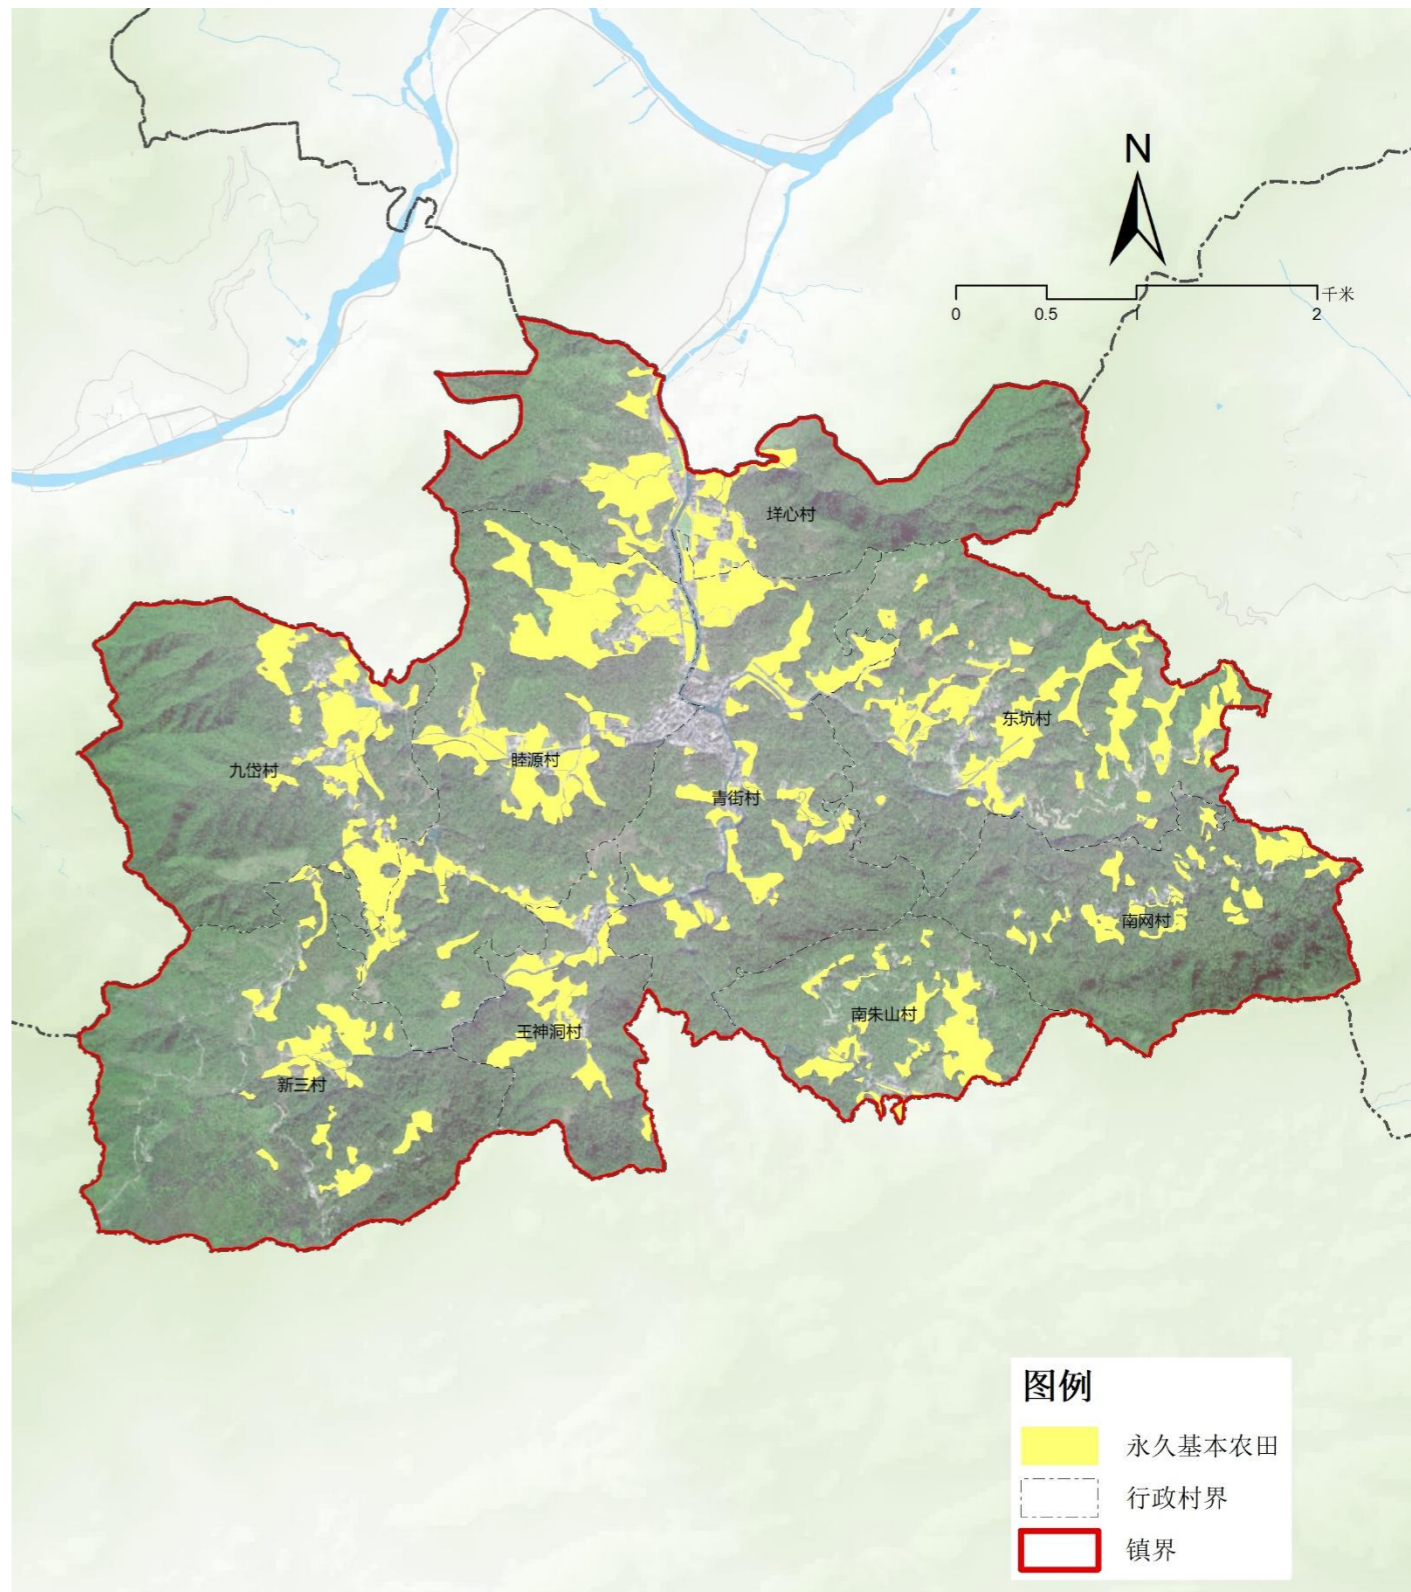 N
千米
0 0.5 1 2
垟心村
东坑村
睦源村
九岱村
青街村
南网村
南朱山村
王神洞村
新三村
图例
永久基本农田
行政村界
镇界